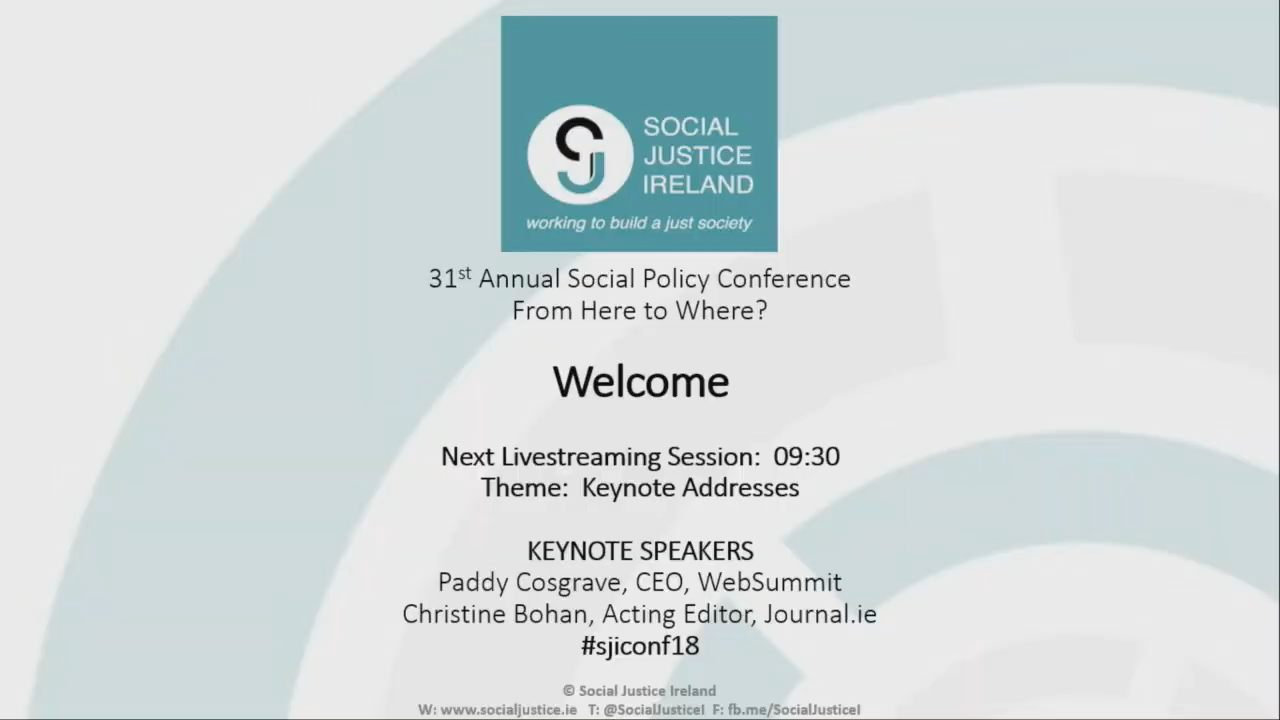 SOCIAL
JUSTICE
IRELAND
working to build a just society
31st Annual Social Policy Conference
From Here to Where?
Welcome
Next Livestreaming Session:  09:30
Theme:  Keynote Addresses
KEYNOTE SPEAKERS
Paddy Cosgrave, CEO, WebSummit
Christine Bohan, Acting Editor, Journal.ie
#sjiconf18
© Social Justice Ireland
W: www.socialjustice.ie   T: @SocialJusticeI  F: fb.me/SocialJusticeI